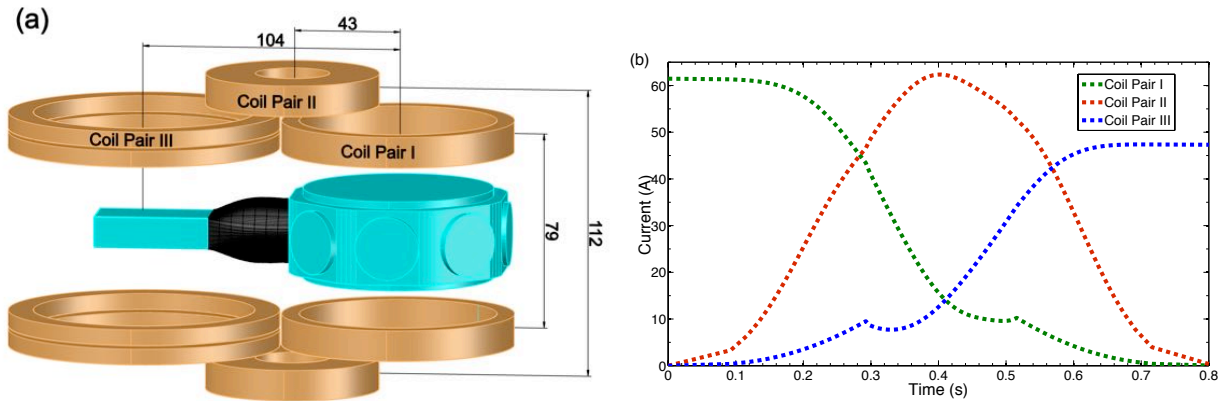 (a)
43
104
Coil Pair II
Coil Pair III
Coil Pair I
79
112
(b)
Coil Pair I
Coil Pair II
Coil Pair III
Current (A)
60
50
40
30
20
10
0
0
0.1
0.2
0.3
0.4
0.5
0.6
0.7
0.8
Time (s)